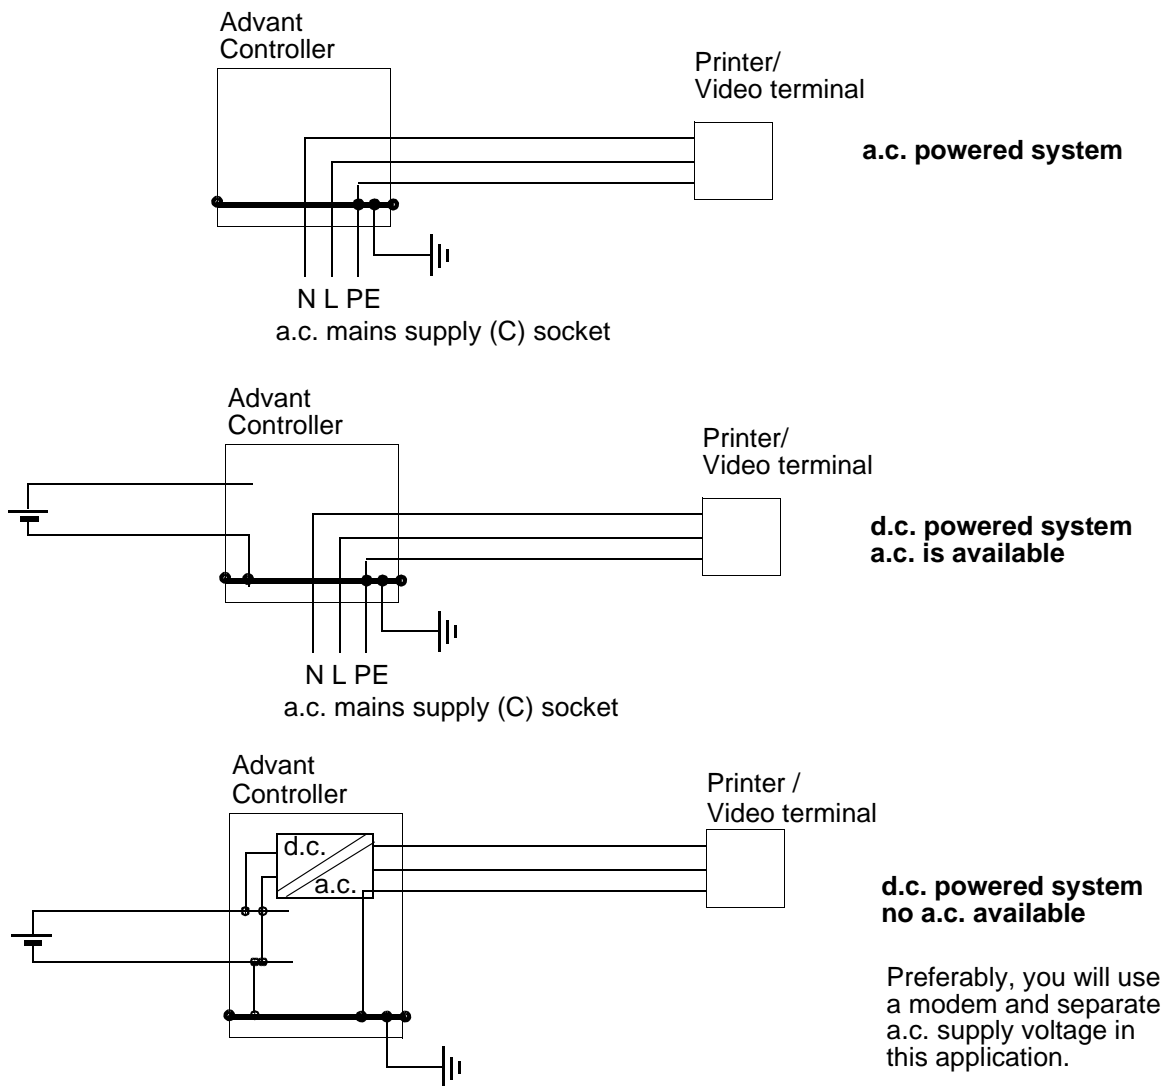 Advant
Controller
Printer/
Video terminal
a.c. powered system
N L PE
a.c. mains supply (C) socket
Advant
Controller
Printer/
Video terminal
d.c. powered system
a.c. is available
N L PE
a.c. mains supply (C) socket
Advant
Controller
Printer /
Video terminal
d.c.
a.c.
d.c. powered system
no a.c. available
Preferably, you will use
a modem and separate
a.c. supply voltage in
this application.